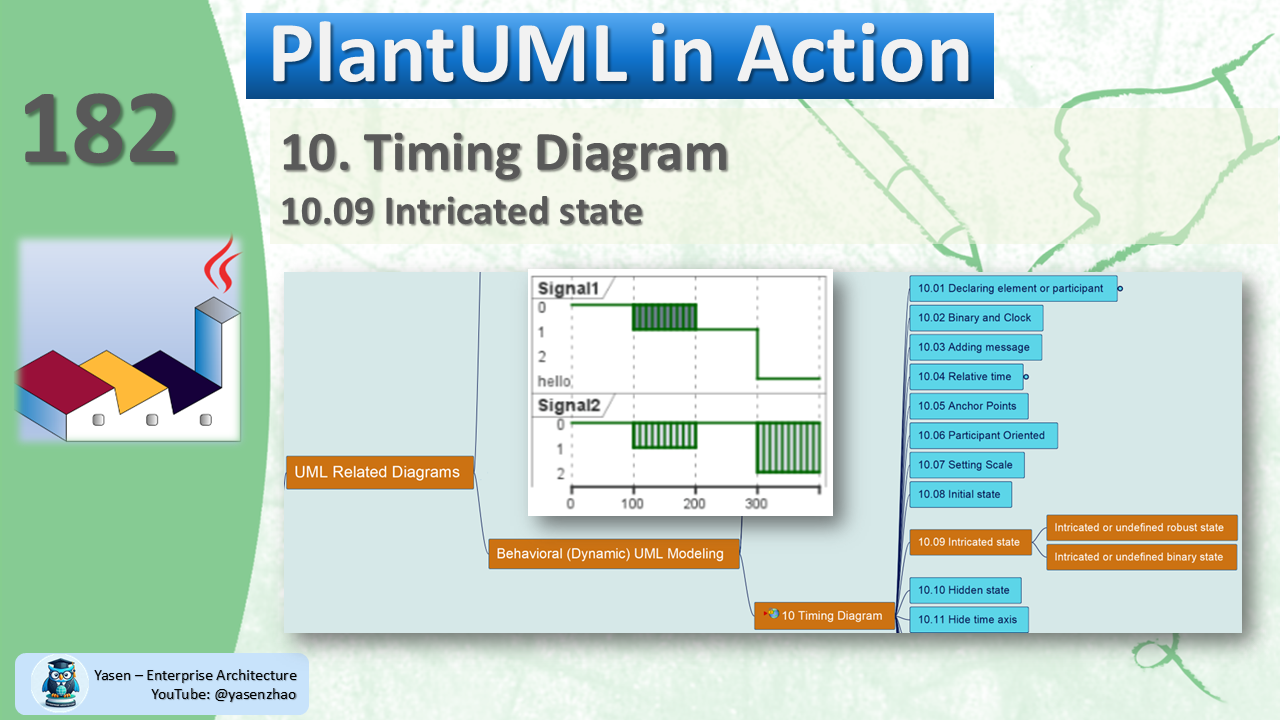 PlantUML in Action
182
10. Timing Diagram
10.09 Intricated state
Signal1
0
1
2
hello
Signal2
0
1
2
0 100 200 300
UML Related Diagrams
Behavioral (Dynamic) UML Modeling
10 Timing Diagram
10.01 Declaring element or participant
10.02 Binary and Clock
10.03 Adding message
10.04 Relative time
10.05 Anchor Points
10.06 Participant Oriented
10.07 Setting Scale
10.08 Initial state
10.09 Intricated state
Intricated or undefined robust state
Intricated or undefined binary state
10.10 Hidden state
10.11 Hide time axis
Yasen – Enterprise Architecture
YouTube: @yasenzhao